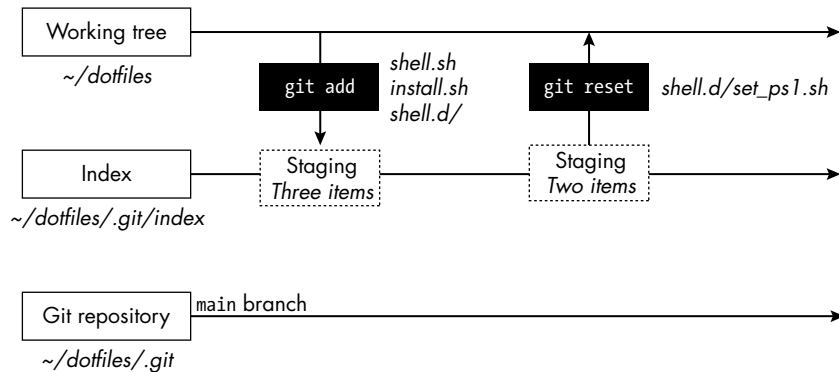 Working tree
~/dotfiles
git add
shell.sh
install.sh
shell.d/
git reset
shell.d/set_ps1.sh
Index
~/dotfiles/.git/index
Staging
Three items
Staging
Two items
Git repository
~/dotfiles/.git
main branch